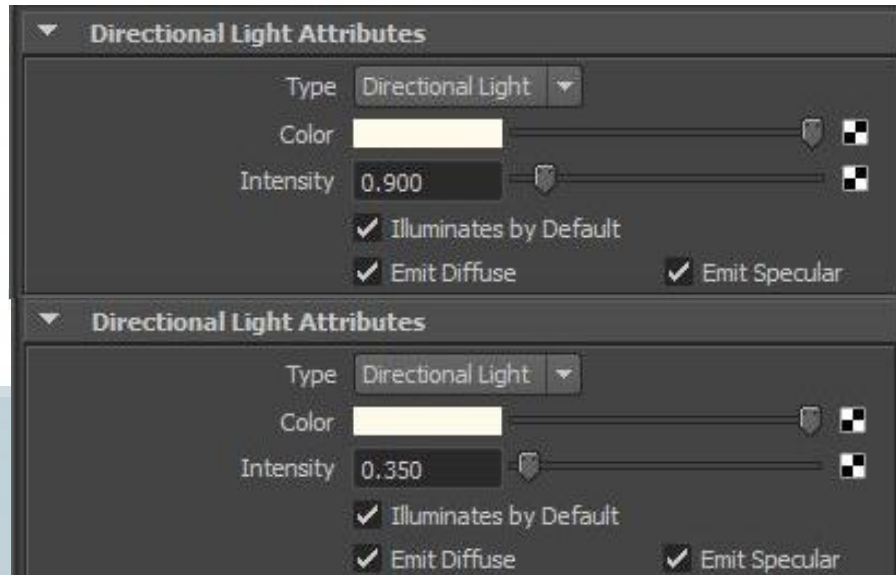 Directional Light Attributes
Type Directional Light
Color
Intensity 0.900
Illuminates by Default
Emit Diffuse Emit Specular
Directional Light Attributes
Type Directional Light
Color
Intensity 0.350
Illuminates by Default
Emit Diffuse Emit Specular